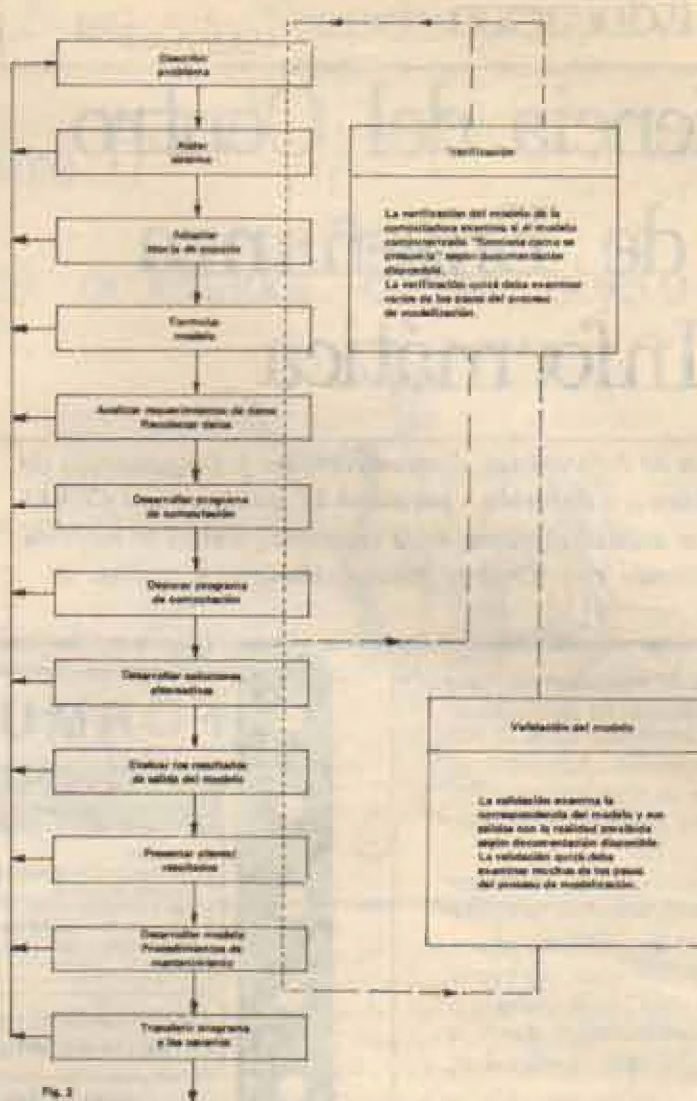 Describir
problema
Aislar
sistema
Adoptar
teoría de
Formular
modelo
Analizar requerimientos de datos
Recolectar datos
Desarrollar programa
de computación
Depurar programa
de computación
Desarrollar soluciones
alternativas
Evaluar los resultados
de salida del modelo
Presentar planes/
resultados
Desarrollar modelo
Procedimientos de
mantenimiento
Transferir programa
a los usuarios
Fig. 2
Verificación
La verificación del modelo de la
computadora examina si el modelo
computarizado "funciona como se
presumía" según documentación
disponible.
La verificación quizá deba examinar
varios de los pasos del proceso
de modelización.
Validación del modelo
La validación examina la
correspondencia del modelo y sus
salidas con la realidad
según documentación disponible.
La validación quizá deba
examinar muchos de los pasos
del proceso de modelización.